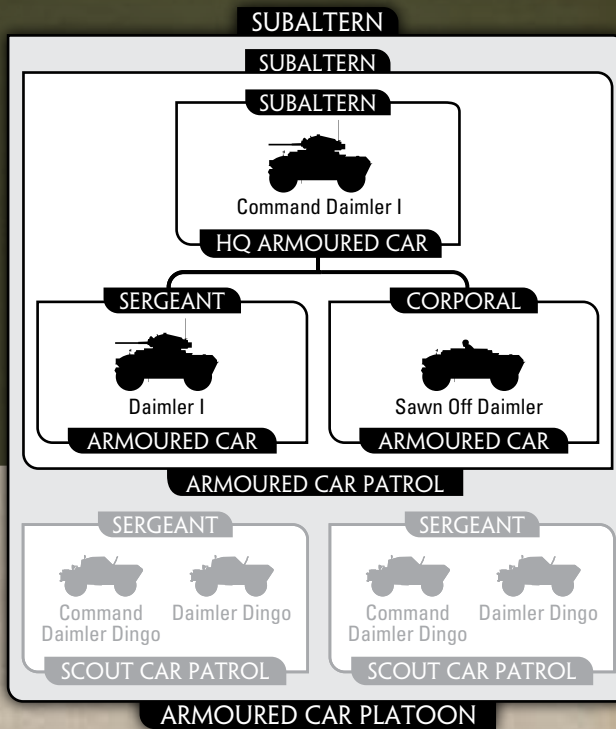 SUBALTERN
SUBALTERN
SUBALTERN
Command Daimler I
HQ ARMOURED CAR
SERGEANT
Daimler I
ARMOURED CAR
CORPORAL
Sawn Off Daimler
ARMOURED CAR
ARMOURED CAR PATROL
SERGEANT
Command
Daimler Dingo
Daimler Dingo
SCOUT CAR PATROL
SERGEANT
Command
Daimler Dingo
Daimler Dingo
SCOUT CAR PATROL
ARMOURED CAR PLATOON